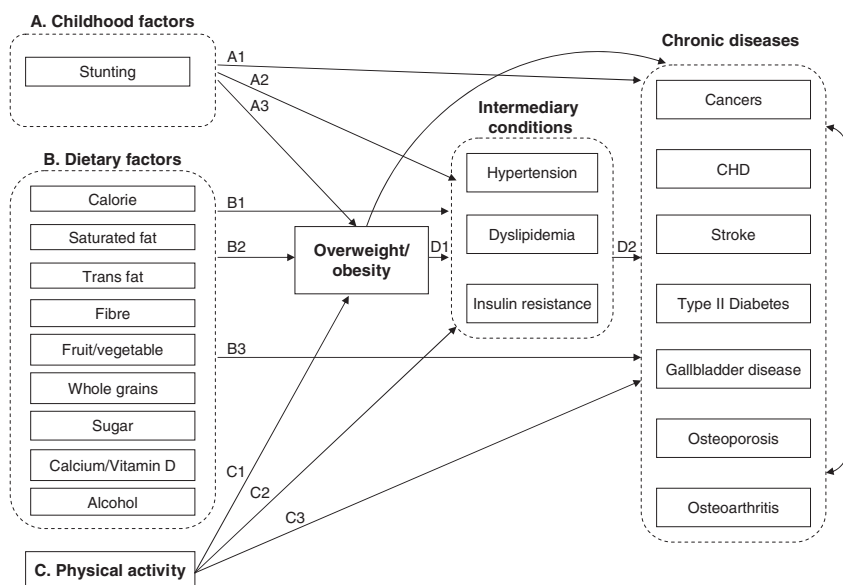 A. Childhood factors
Stunting
B. Dietary factors
Calorie
Saturated fat
Trans fat
Fibre
Fruit/vegetable
Whole grains
Sugar
Calcium/Vitamin D
Alcohol
C. Physical activity
A1
A2
A3
B1
B2
B3
C1
C2
C3
Overweight/
obesity
D1
Intermediary
conditions
Hypertension
Dyslipidemia
Insulin resistance
D2
Chronic diseases
Cancers
CHD
Stroke
Type II Diabetes
Gallbladder disease
Osteoporosis
Osteoarthritis